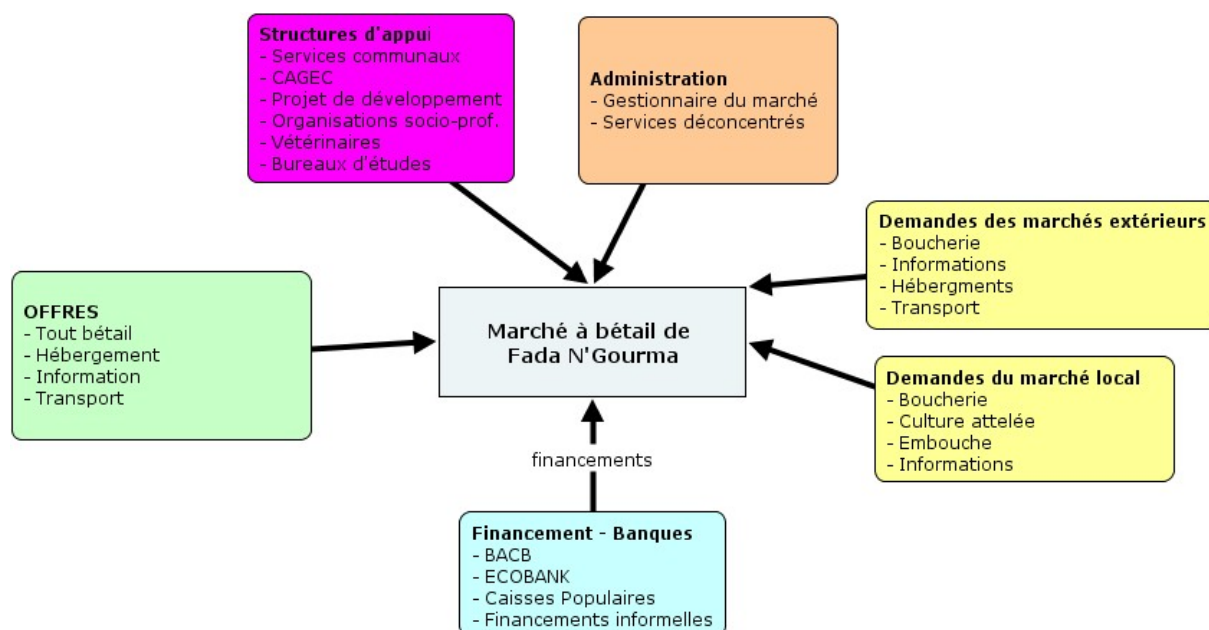 Structures d'appui
- Services communaux
- CAGEC
- Projet de développement
- Organisations socio-prof.
- Vétérinaires
- Bureaux d'études
Administration
- Gestionnaire du marché
- Services déconcentrés
Demandes des marchés extérieurs
- Boucherie
- Informations
- Hébergments
- Transport
OFFRES
- Tout bétail
- Hébergement
- Information
- Transport
Marché à bétail de
Fada N'Gourma
Demandes du marché local
- Boucherie
- Culture attelée
- Embouche
- Informations
financements
Financement - Banques
- BACB
- ECOBANK
- Caisses Populaires
- Financements informelles